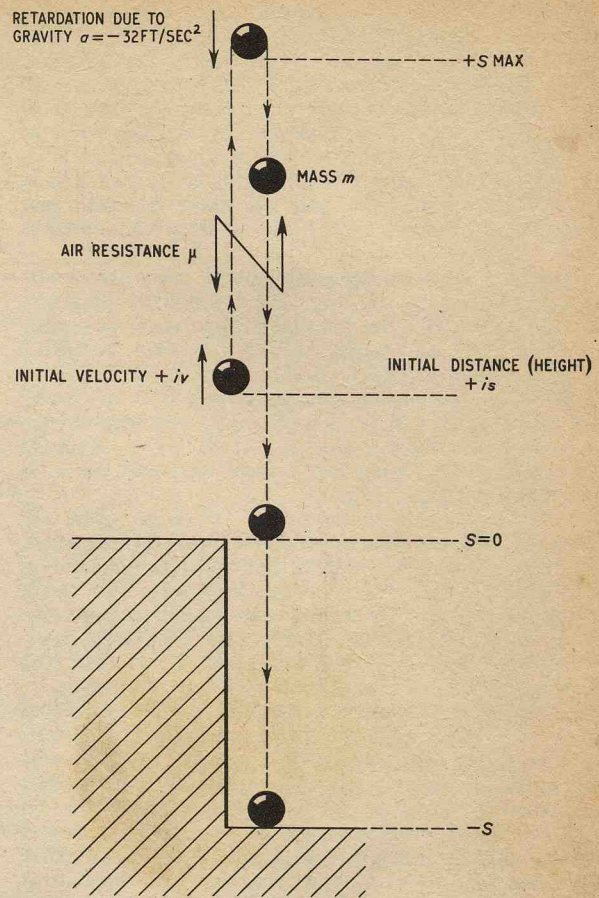 RETARDATION DUE TO
GRAVITY a=−32FT/SEC²
+S MAX
MASS m
AIR RESISTANCE μ
INITIAL VELOCITY + iv
INITIAL DISTANCE (HEIGHT)
+ is
S=0
−S